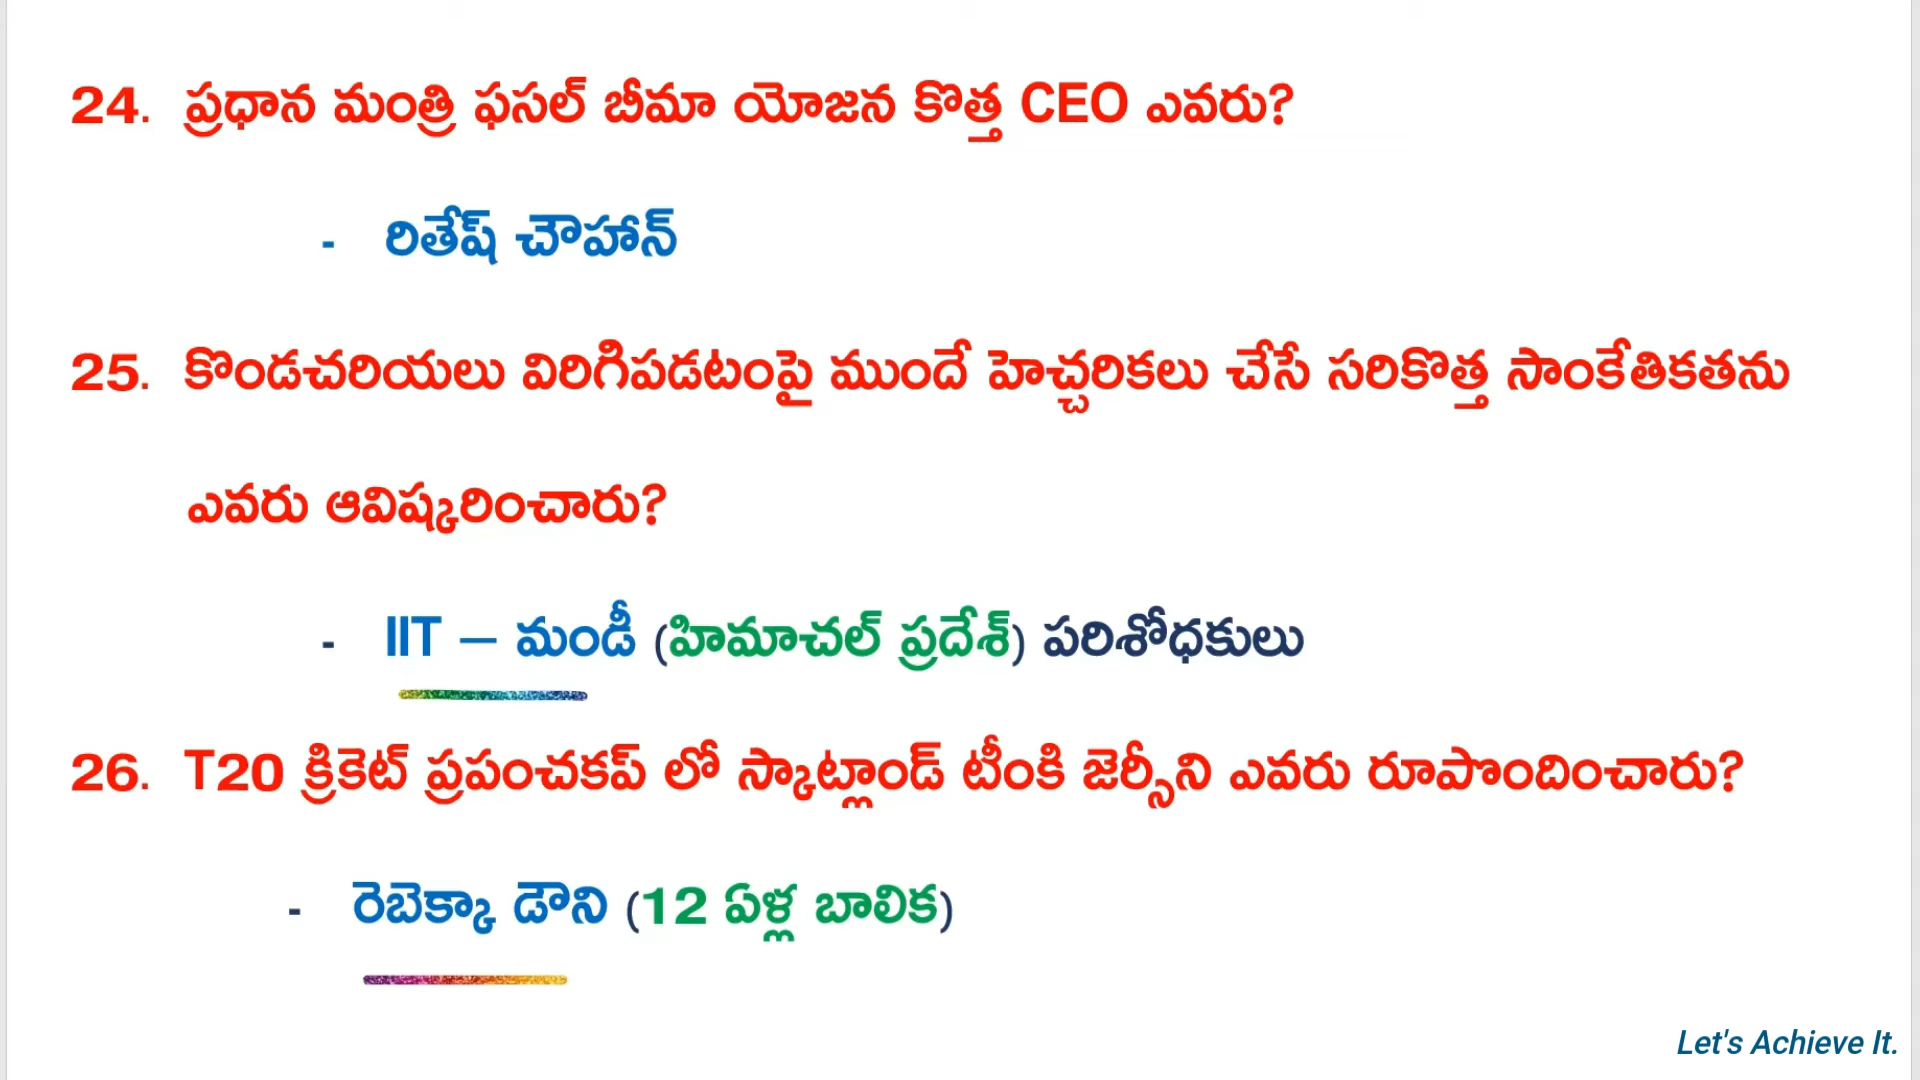 24. ప్రధాన మంత్రి ఫసల్ బీమా యోజన కొత్త CEO ఎవరు?
- రితేష్ చౌహాన్
25. కొండచరియలు విరిగిపడటంపై ముందే హెచ్చరికలు చేసే సరికొత్త సాంకేతికతను
ఎవరు ఆవిష్కరించారు?
- IIT – మండీ (హిమాచల్ ప్రదేశ్) పరిశోధకులు
26. T20 క్రికెట్ ప్రపంచకప్ లో స్కాట్లాండ్ టీంకి జెర్సీని ఎవరు రూపొందించారు?
- రెబెక్కా డౌని (12 ఏళ్ల బాలిక)
Let's Achieve It.